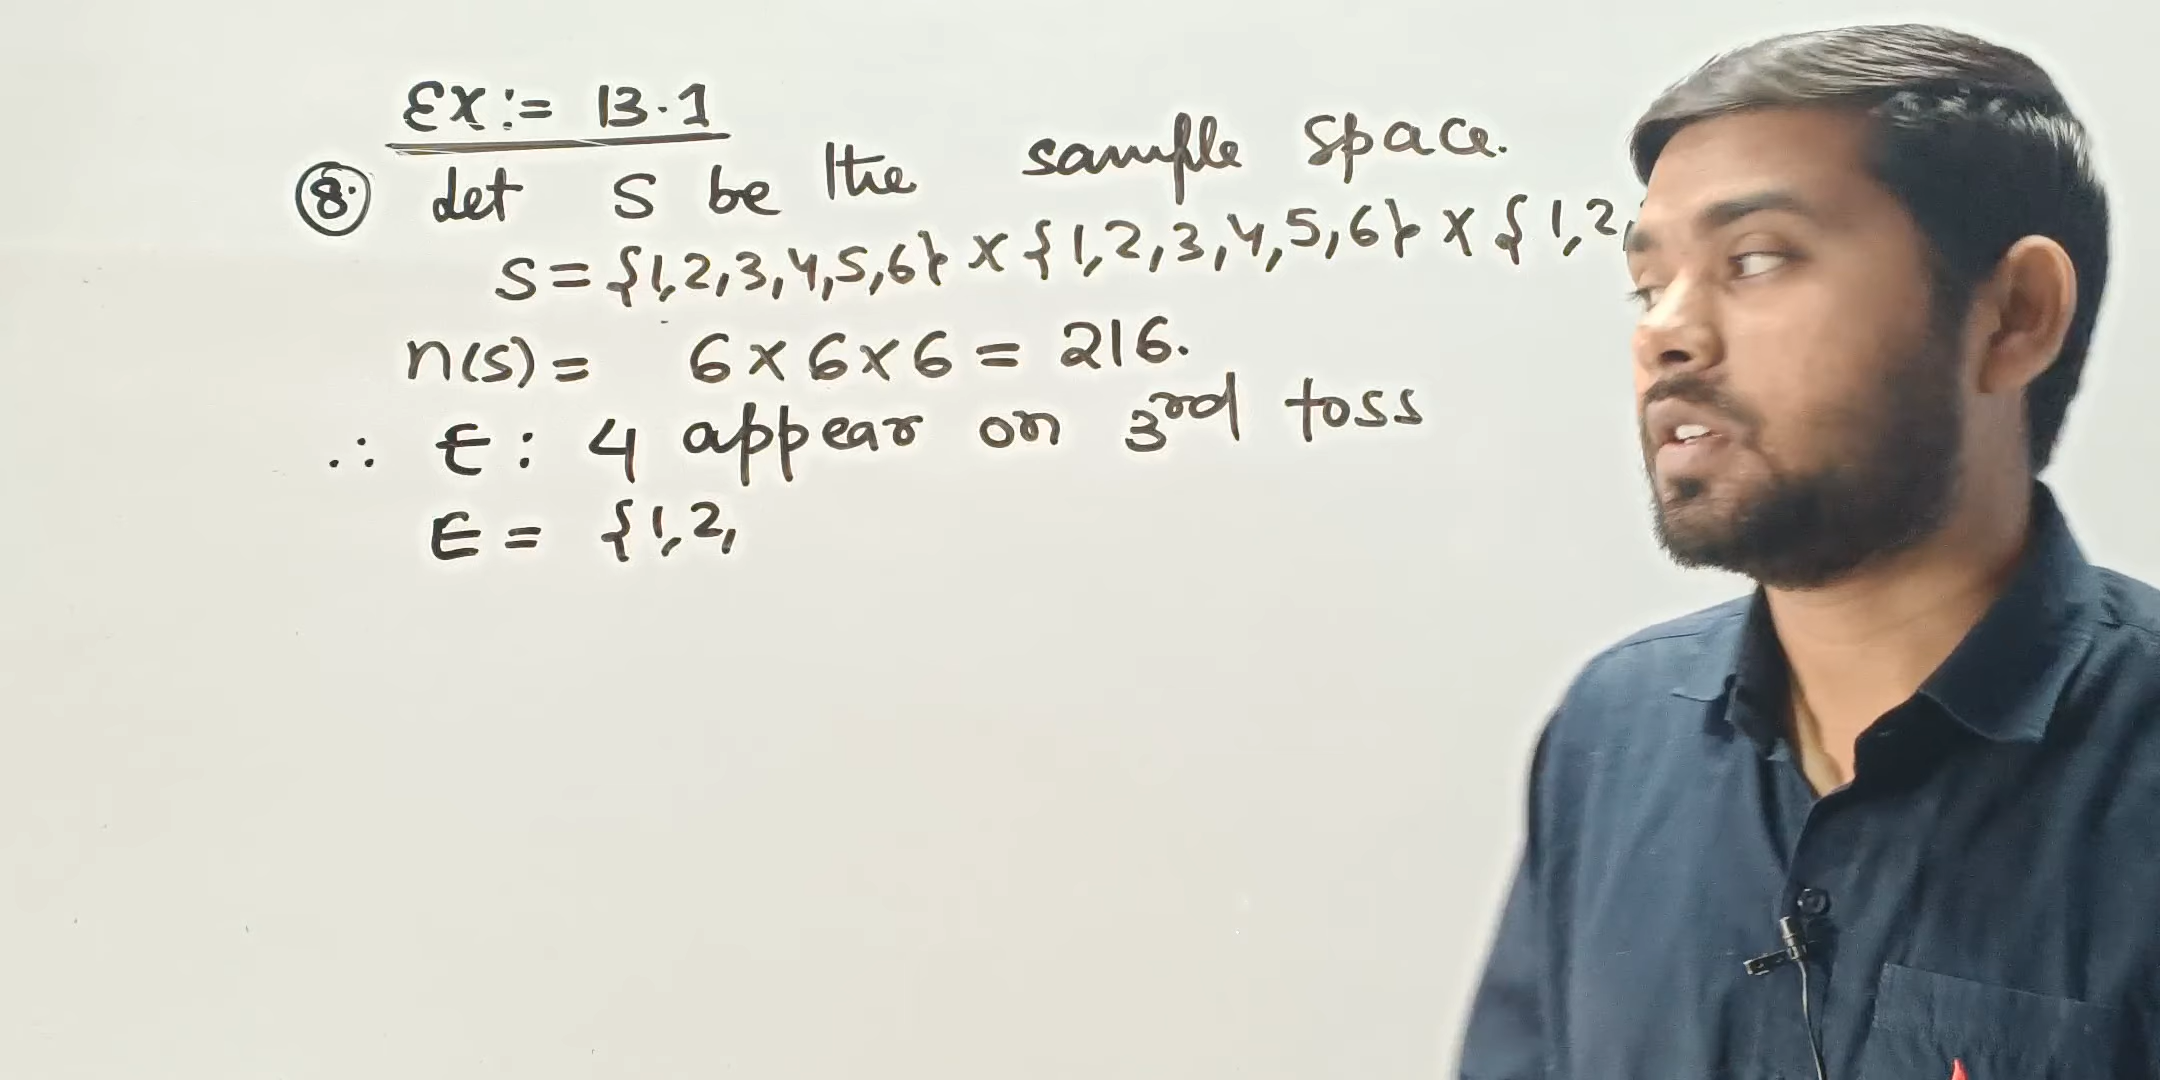 Ex:= 13.1
8. Let S be the sample space.
S = {1,2,3,4,5,6} × {1,2,3,4,5,6} × {1,2,
n(s) = 6 × 6 × 6 = 216.
∴ E : 4 appear on 3rd toss
E = {1,2,